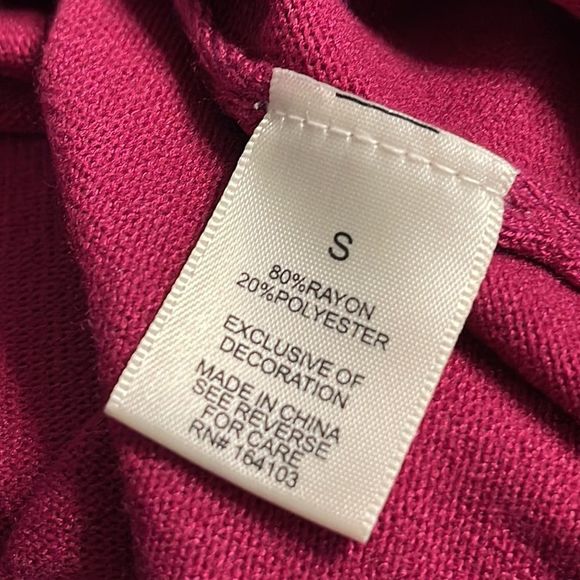 S
80%RAYON
20%POLYESTER
EXCLUSIVE OF
DECORATION
MADE IN CHINA
SEE REVERSE
FOR CARE
RN# 164103